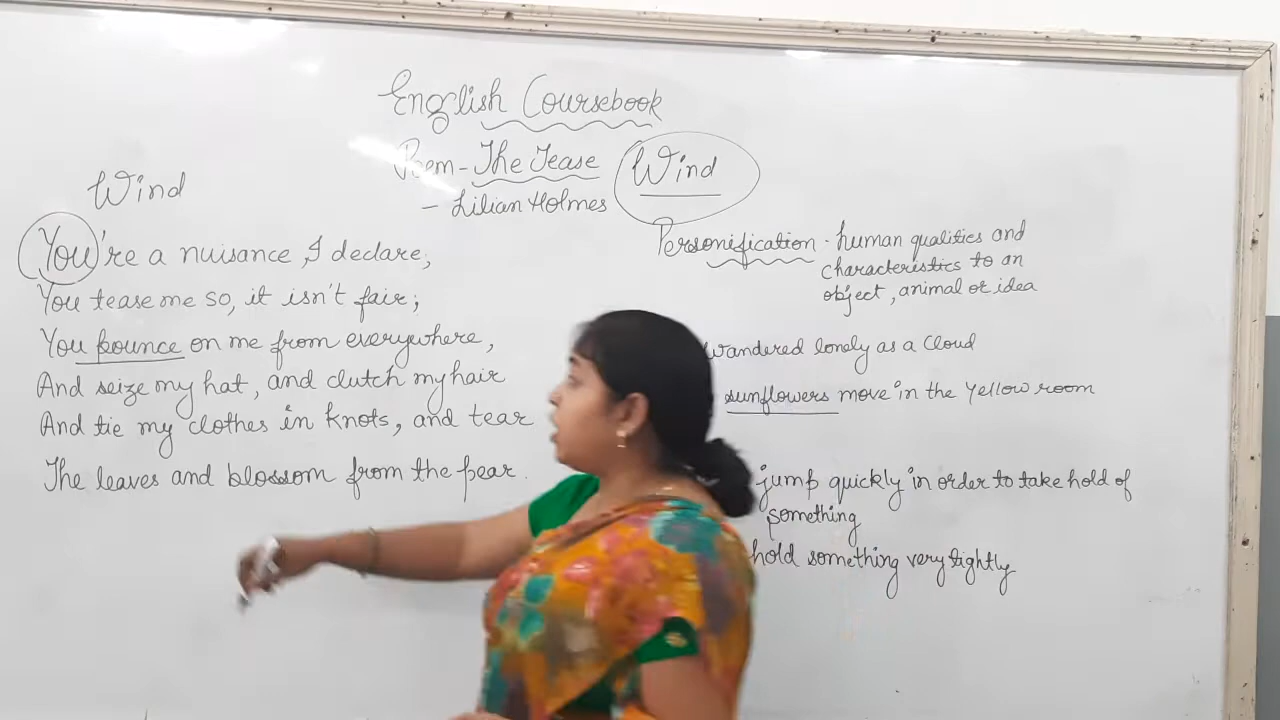 English Coursebook
Poem - The Tease
Wind
- Lilian Holmes
Wind
You're a nuisance, I declare,
You tease me so, it isn't fair;
You pounce on me from everywhere,
And seize my hat, and clutch my hair
And tie my clothes in knots, and tear
The leaves and blossom from the pear.
Personification - human qualities and
characteristics to an
object, animal or idea
wandered lonely as a cloud
sunflowers move in the yellow room
jump quickly in order to take hold of
something
hold something very tightly